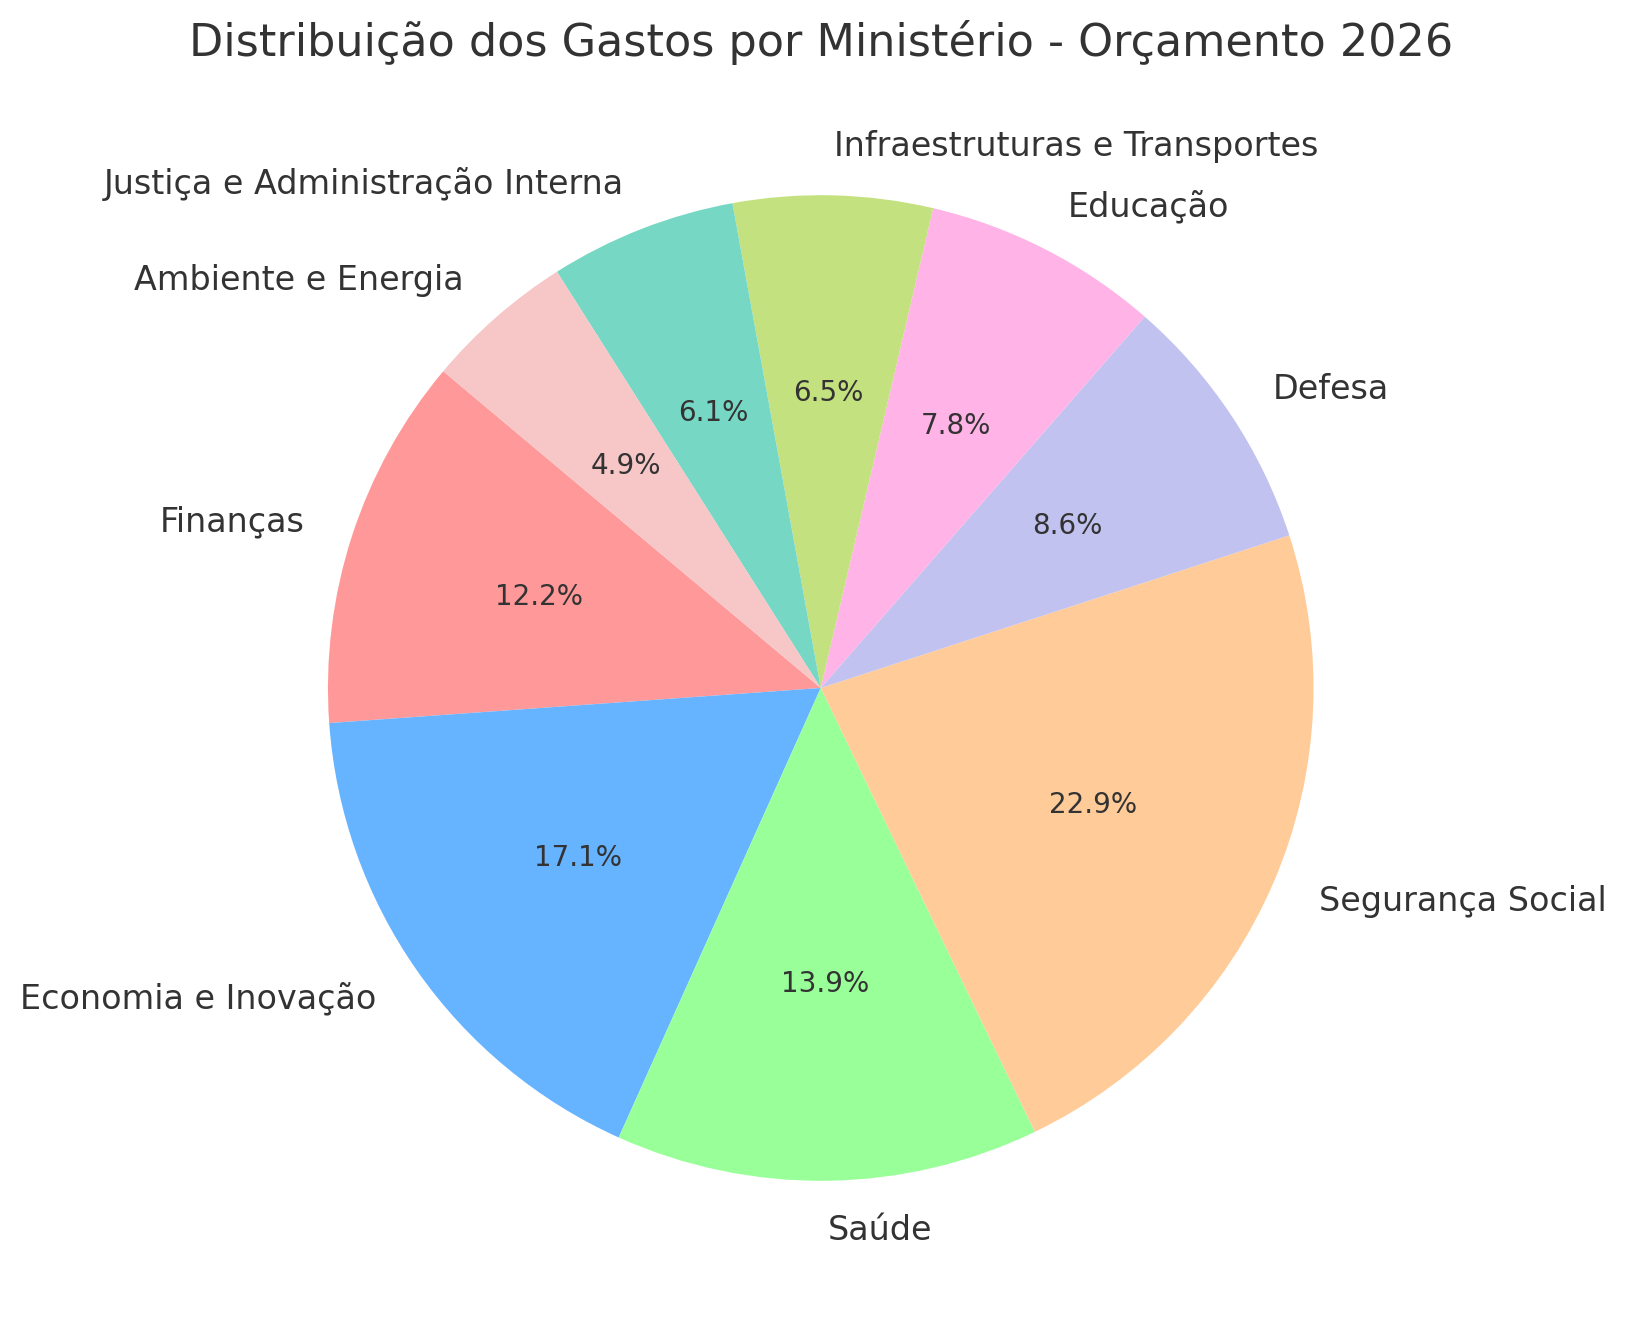 Distribuição dos Gastos por Ministério - Orçamento 2026
Infraestruturas e Transportes
Justiça e Administração Interna
Educação
Ambiente e Energia
Defesa
6.5%
6.1%
7.8%
4.9%
Finanças
8.6%
12.2%
22.9%
17.1%
Segurança Social
13.9%
Economia e Inovação
Saúde